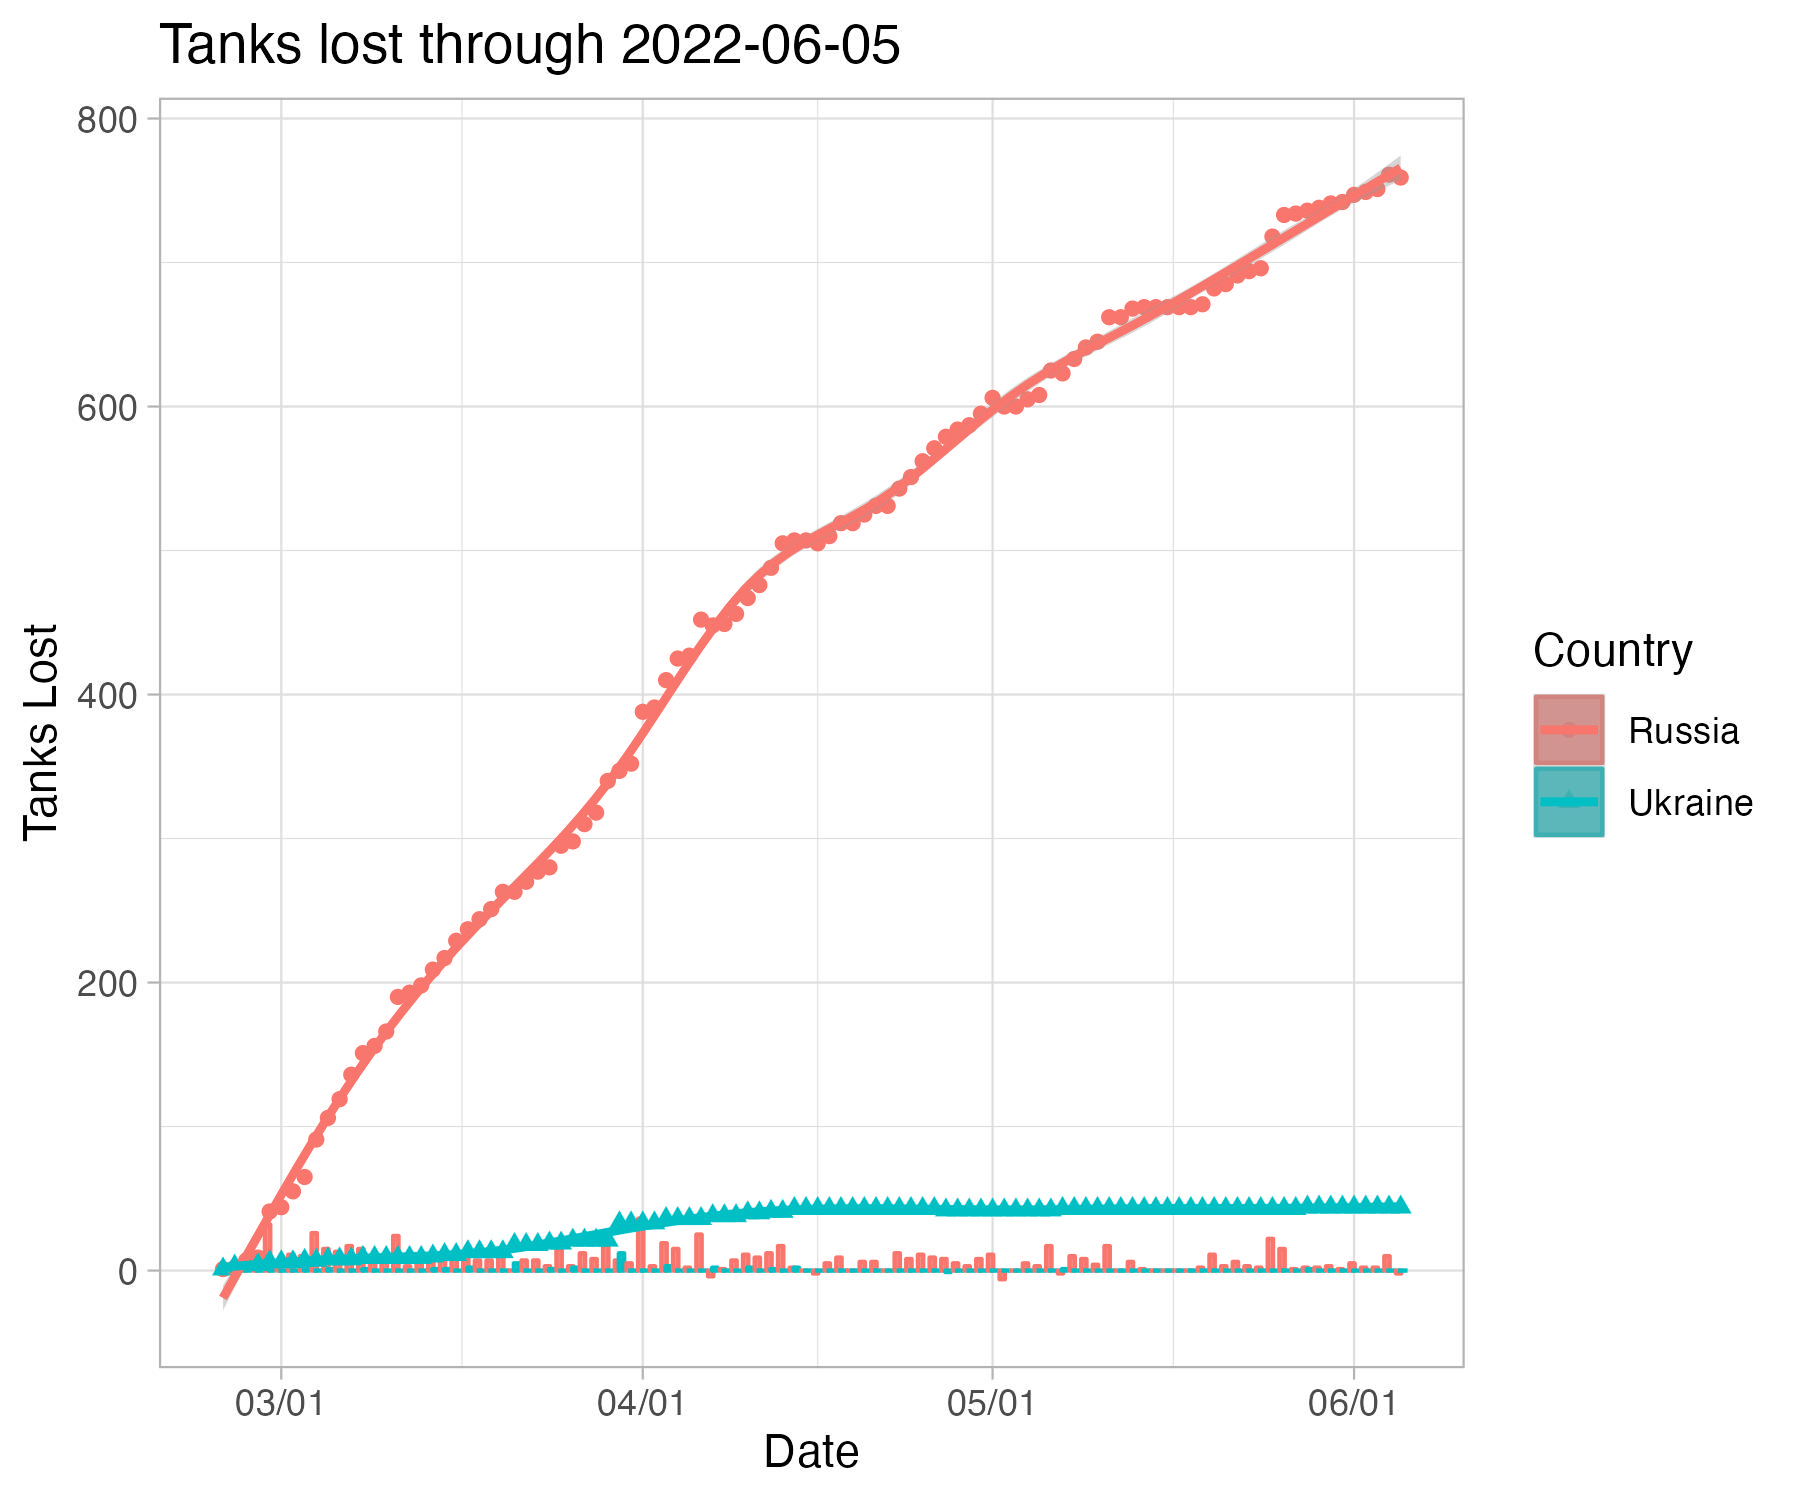 Tanks lost through 2022-06-05
Tanks Lost
800
600
400
200
0
03/01 04/01 05/01 06/01
Date
Country
Russia
Ukraine